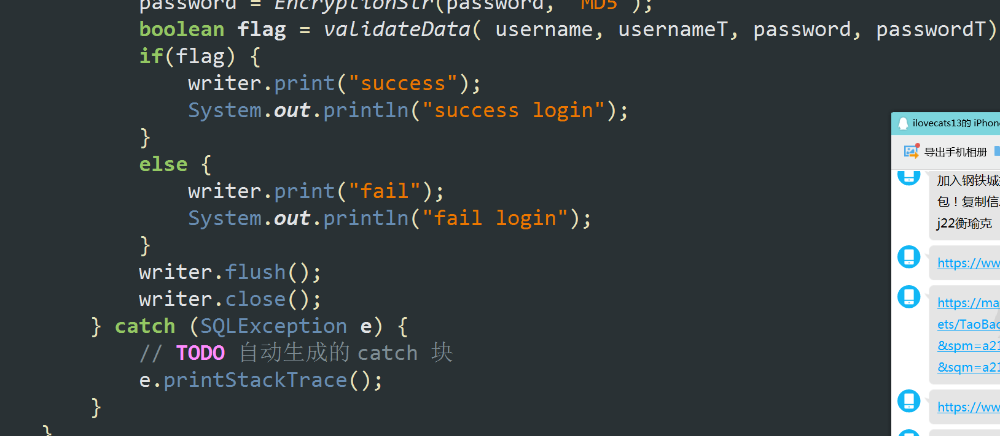 password = EncryptionStr(password, "MD5");
boolean flag = validateData( username, usernameT, password, passwordT)
if(flag) {
writer.print("success");
System.out.println("success login");
}
else {
writer.print("fail");
System.out.println("fail login");
}
writer.flush();
writer.close();
} catch (SQLException e) {
// TODO 自动生成的 catch 块
e.printStackTrace();
}
}
ilovecats13的 iPhone
导出手机相册
加入钢铁城
包！复制信
j22衡瑜克
https://ww
https://ma
ets/TaoBao
&spm=a21
&sqm=a21
https://ww